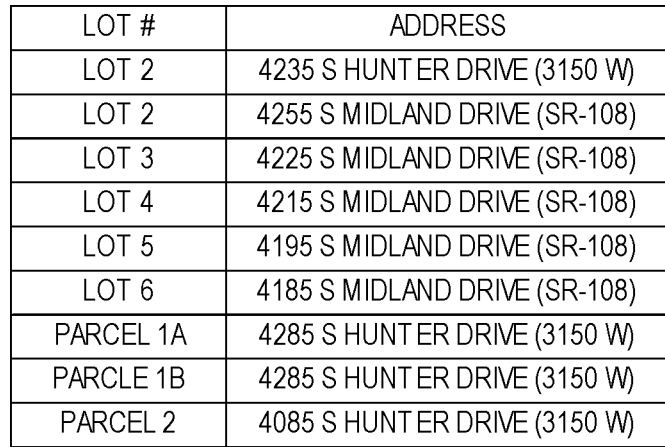 LOT # ADDRESS
LOT 2 4235 S HUNTER DRIVE (3150 W)
LOT 2 4255 S MIDLAND DRIVE (SR-108)
LOT 3 4225 S MIDLAND DRIVE (SR-108)
LOT 4 4215 S MIDLAND DRIVE (SR-108)
LOT 5 4195 S MIDLAND DRIVE (SR-108)
LOT 6 4185 S MIDLAND DRIVE (SR-108)
PARCEL 1A 4285 S HUNTER DRIVE (3150 W)
PARCLE 1B 4285 S HUNTER DRIVE (3150 W)
PARCEL 2 4085 S HUNTER DRIVE (3150 W)